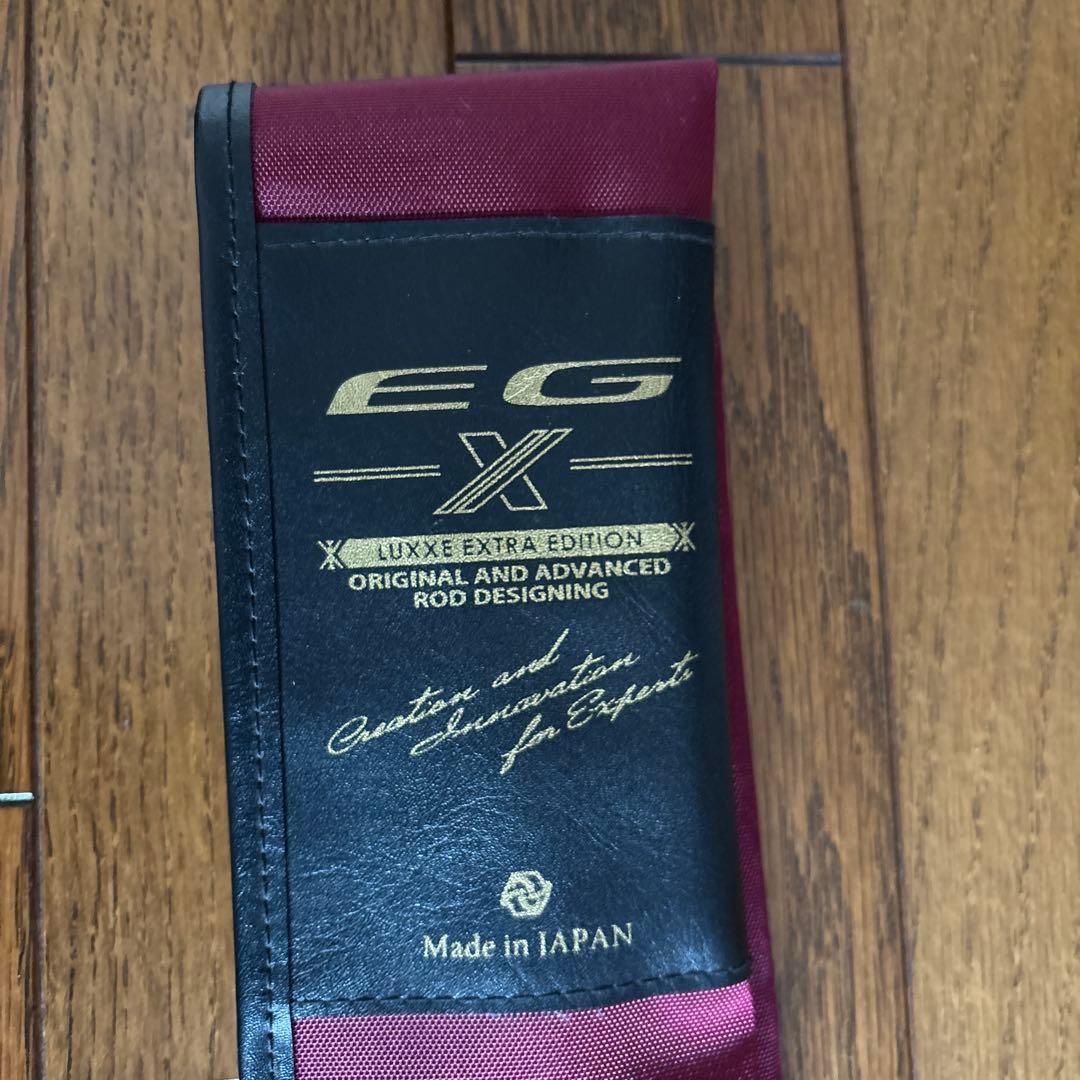 EG
X
LUXXE EXTRA EDITION
ORIGINAL AND ADVANCED
ROD DESIGNING
Creation and
Innovation
for Experts
Made in JAPAN